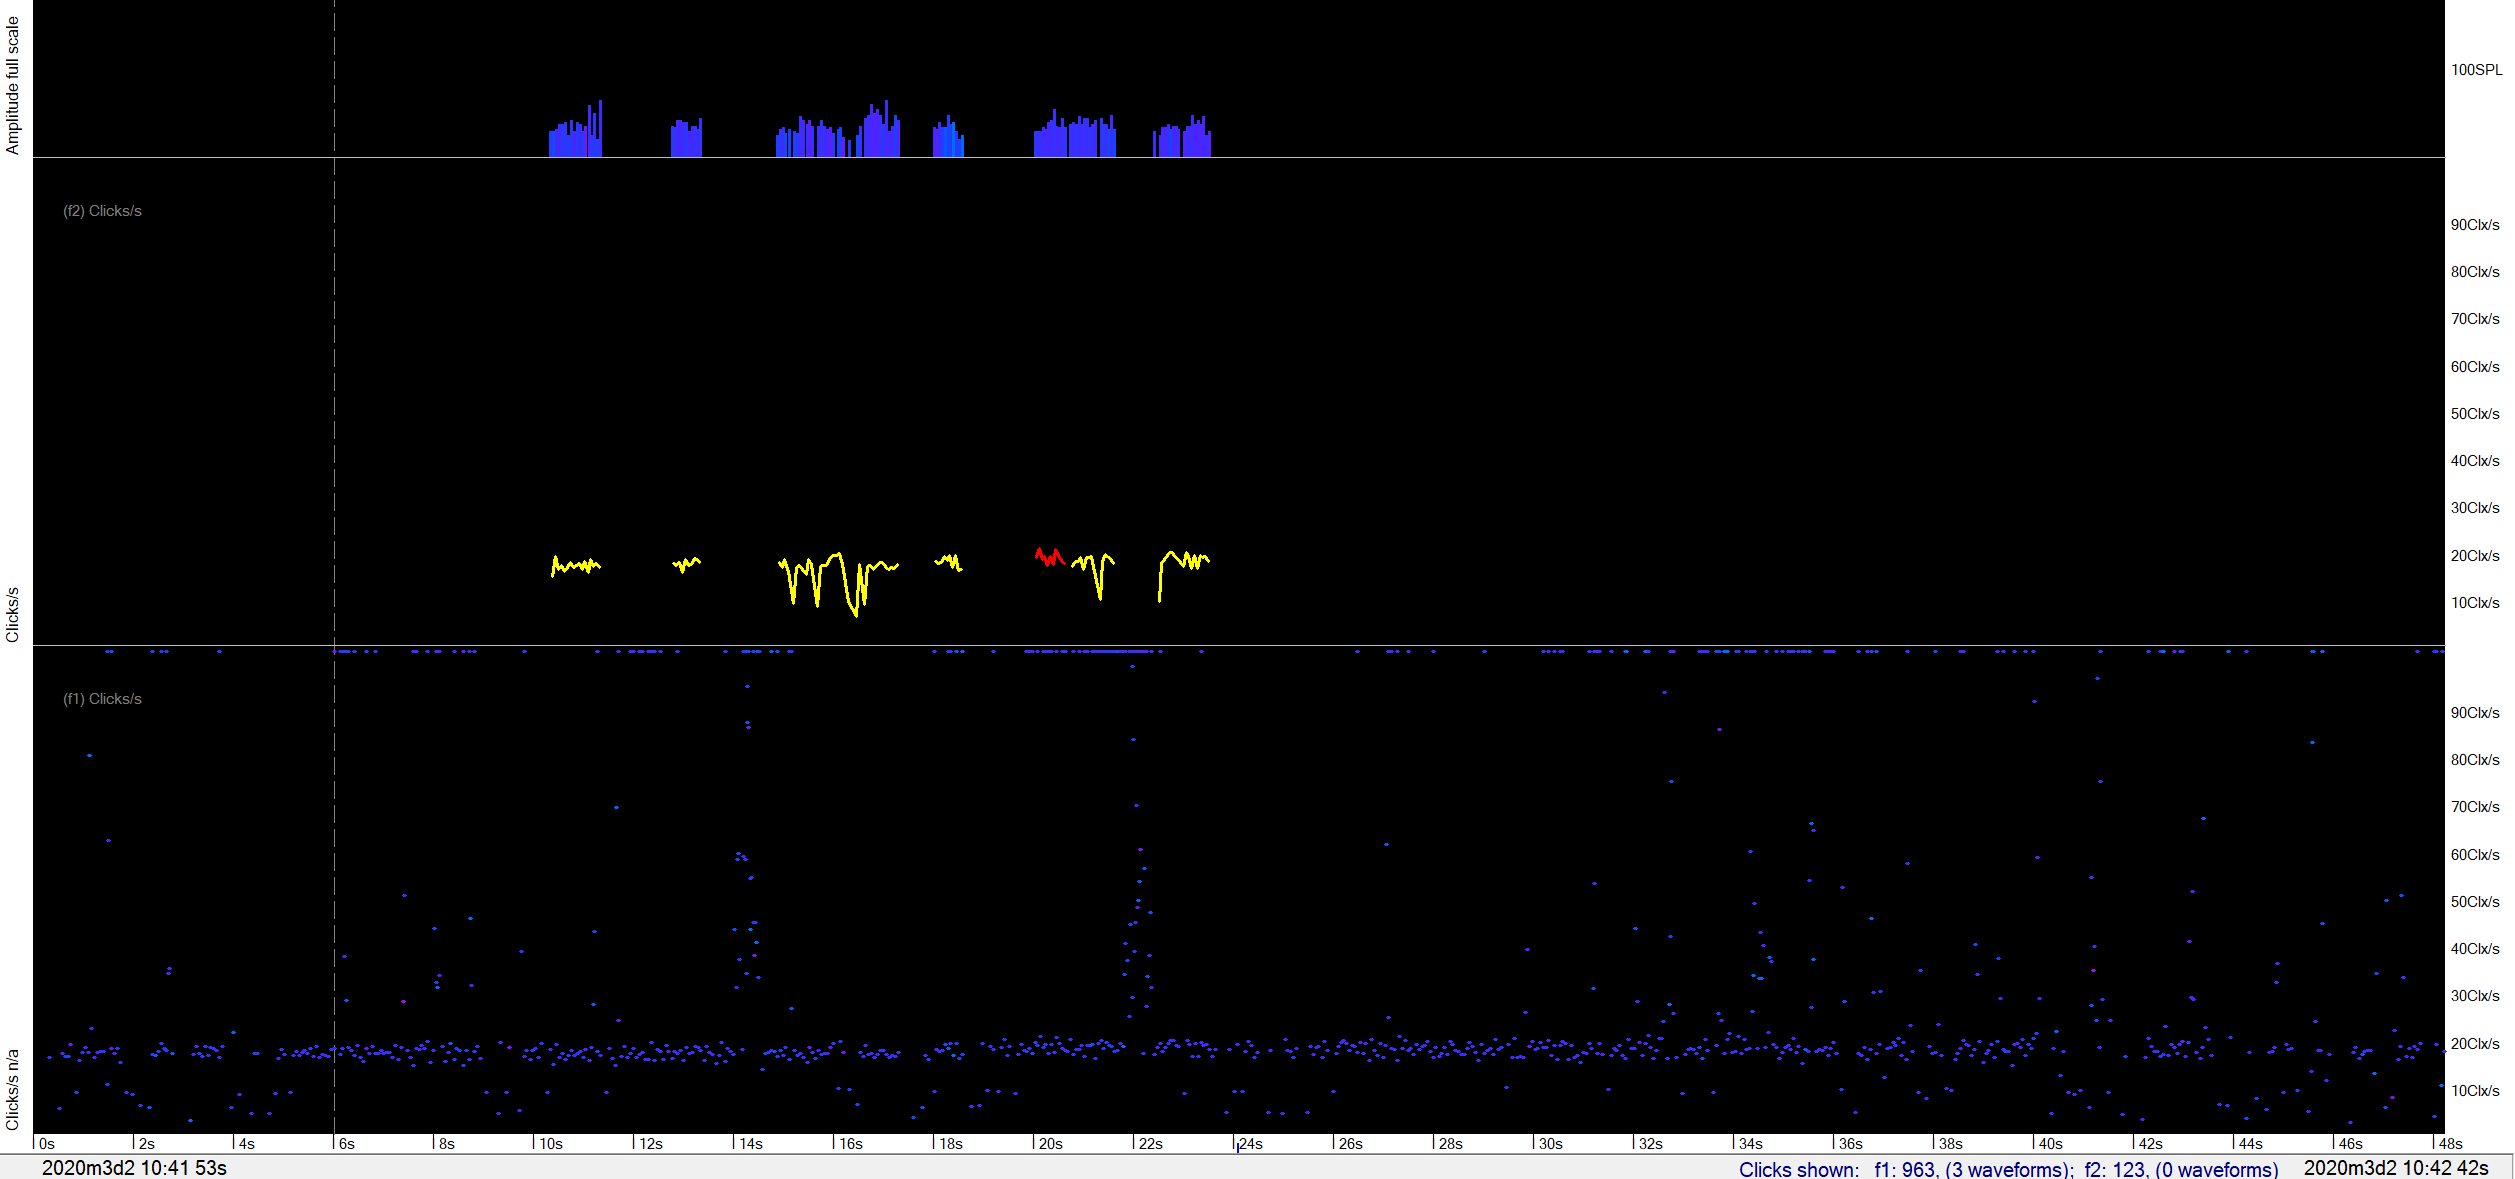 Amplitude full scale
100SPL
(f2) Clicks/s
90Clx/s
80Clx/s
70Clx/s
60Clx/s
50Clx/s
40Clx/s
30Clx/s
20Clx/s
10Clx/s
Clicks/s
(f1) Clicks/s
90Clx/s
80Clx/s
70Clx/s
60Clx/s
50Clx/s
40Clx/s
30Clx/s
20Clx/s
10Clx/s
Clicks/s n/a
0s 2s 4s 6s 8s 10s 12s 14s 16s 18s 20s 22s 24s 26s 28s 30s 32s 34s 36s 38s 40s 42s 44s 46s 48s
2020m3d2 10:41 53s Clicks shown: f1: 963, (3 waveforms); f2: 123, (0 waveforms) 2020m3d2 10:42 42s